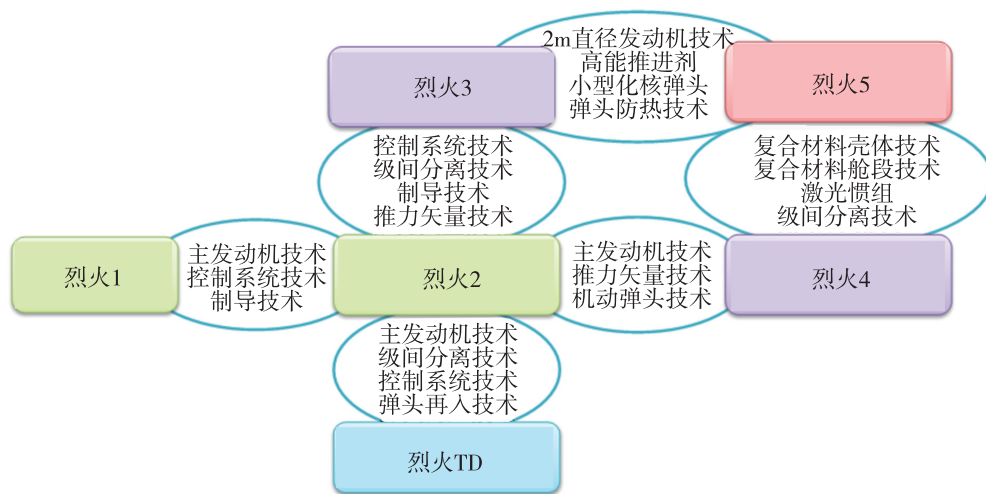 烈火3
2m直径发动机技术
高能推进剂
小型化核弹头
弹头防热技术
烈火5
控制系统技术
级间分离技术
制导技术
推力矢量技术
复合材料壳体技术
复合材料舱段技术
激光惯组
级间分离技术
烈火1
主发动机技术
控制系统技术
制导技术
烈火2
主发动机技术
推力矢量技术
机动弹头技术
烈火4
主发动机技术
级间分离技术
控制系统技术
弹头再入技术
烈火TD